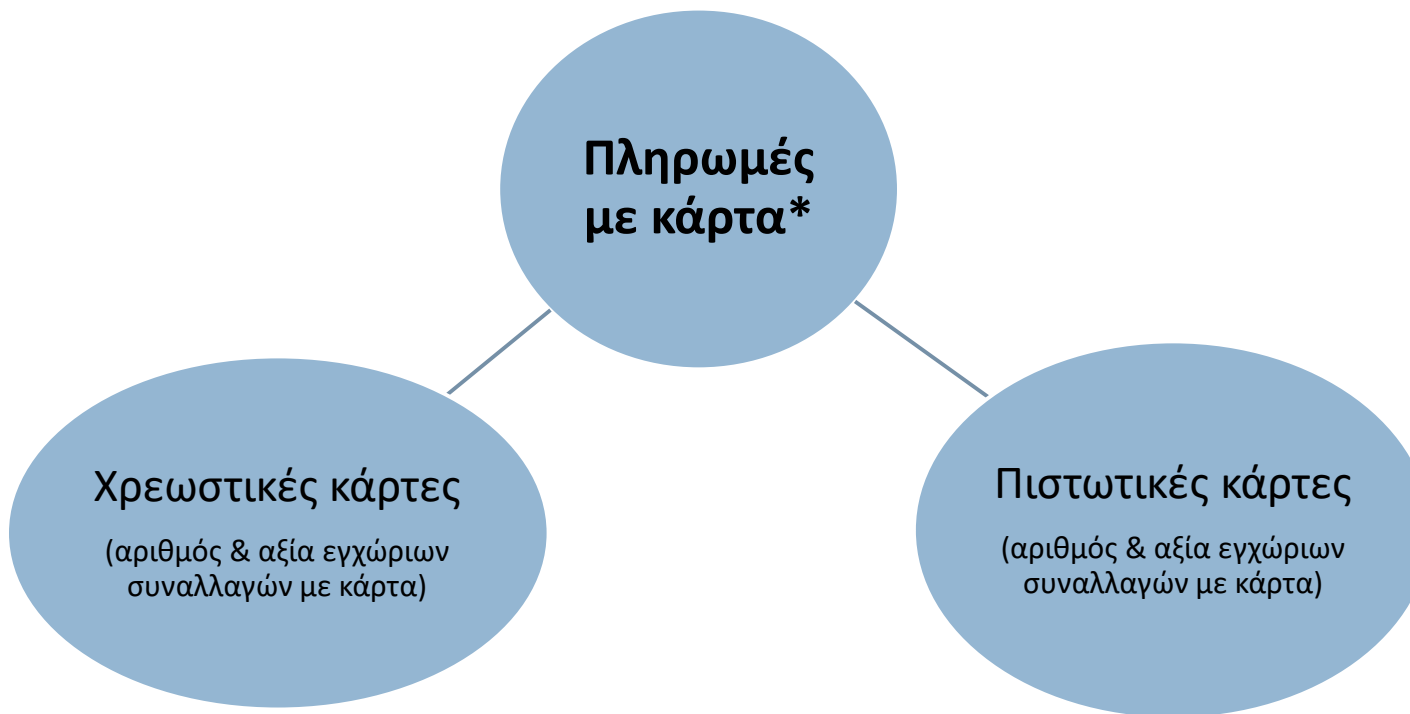 Πληρωμές
με κάρτα*
Χρεωστικές κάρτες
(αριθμός & αξία εγχώριων
συναλλαγών με κάρτα)
Πιστωτικές κάρτες
(αριθμός & αξία εγχώριων
συναλλαγών με κάρτα)